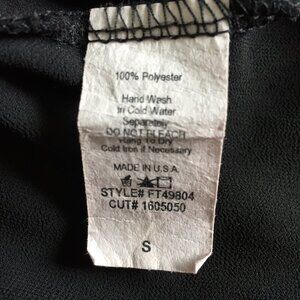 100% Polyester
Hand Wash
in Cold Water
Separately
DO NOT BLEACH
Hang To Dry
Cold Iron if Necessary
MADE IN U.S.A.
STYLE# FT49804
CUT# 1605050
S